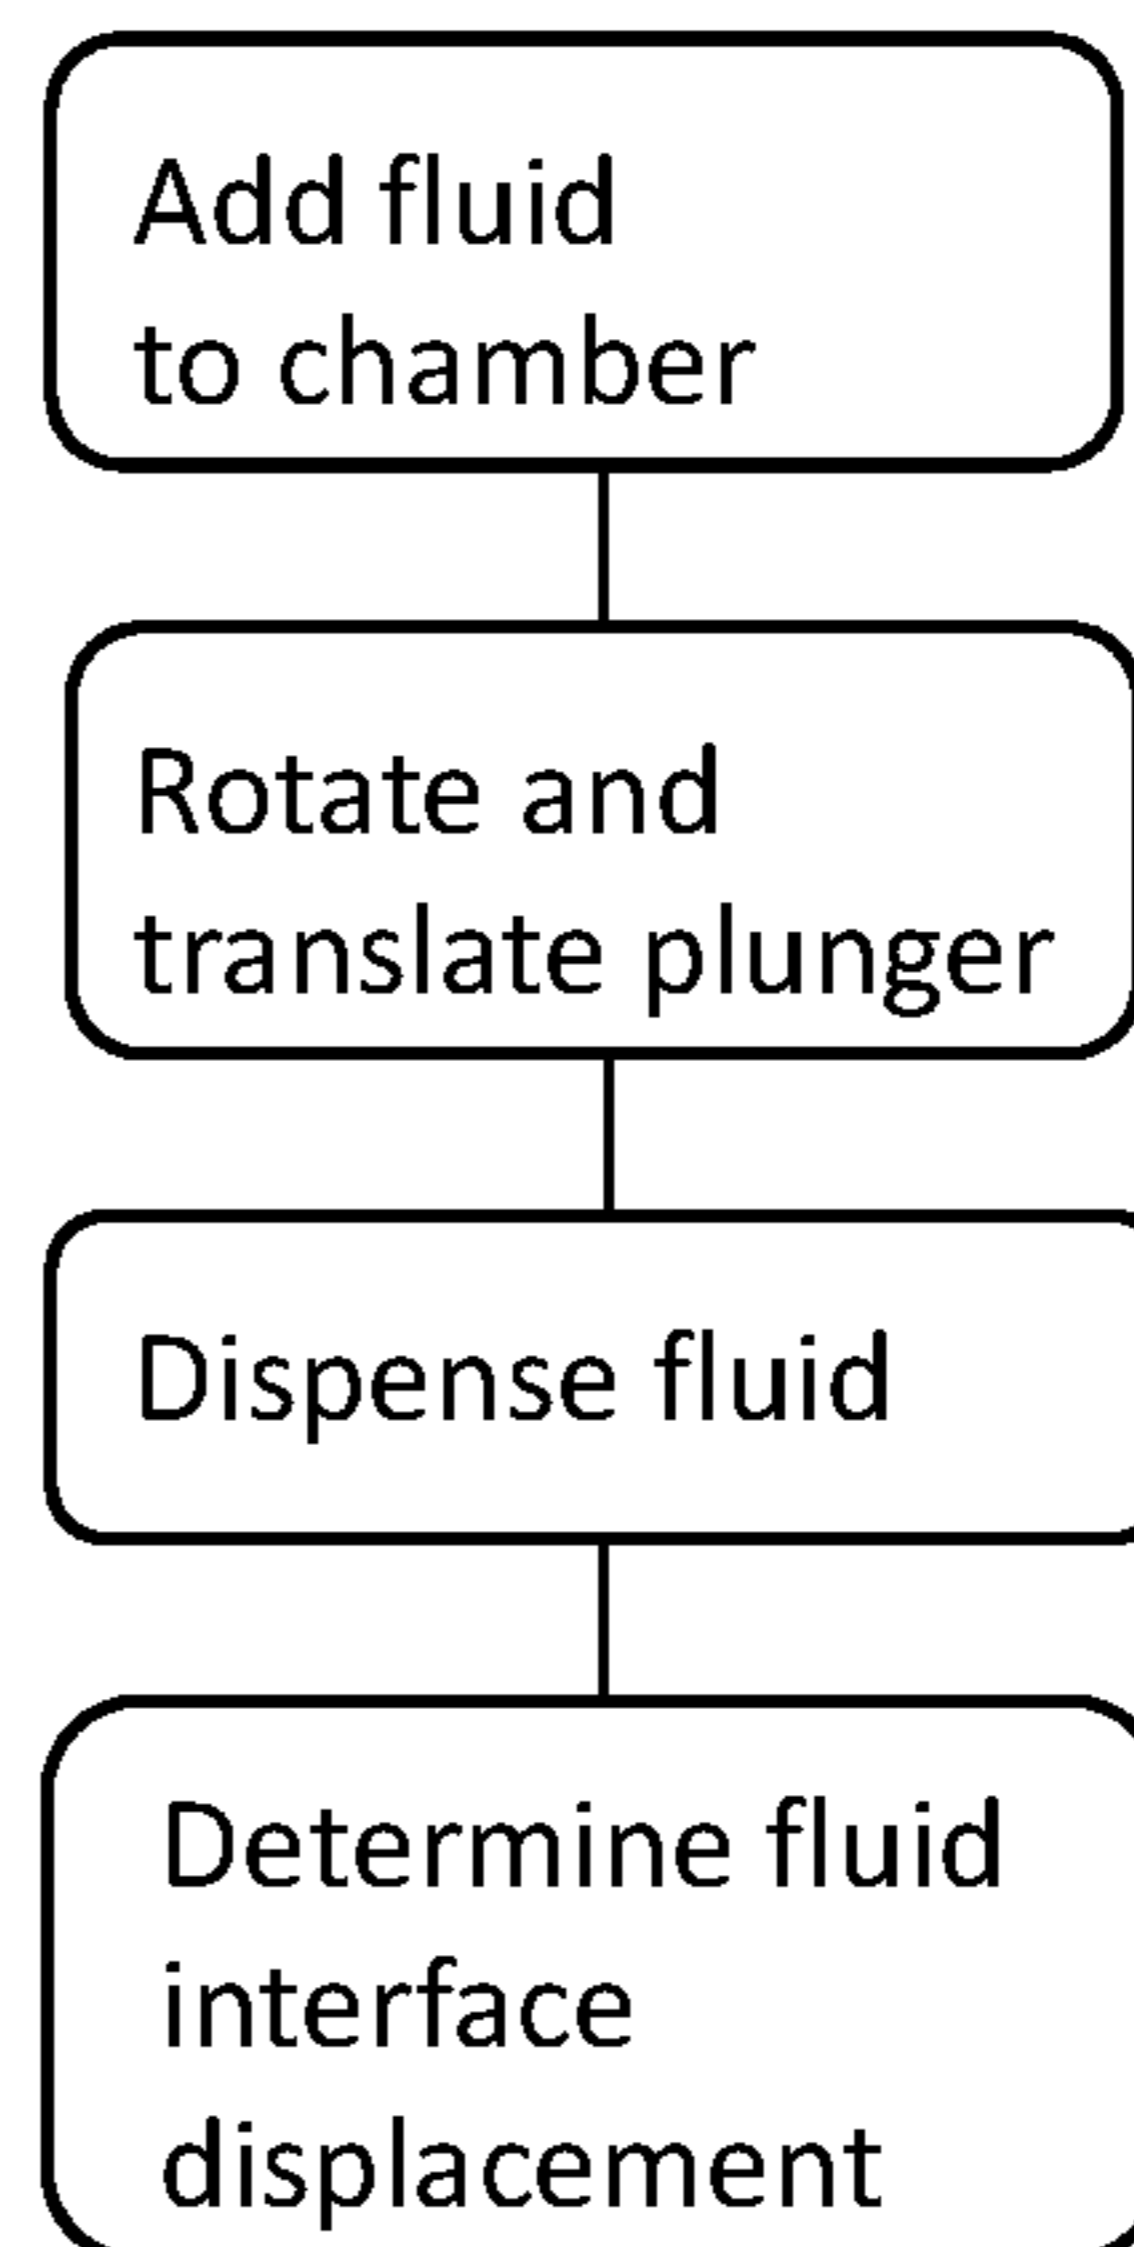 Add fluid
to chamber
Rotate and
translate plunger
Dispense fluid
Determine fluid
interface
displacement